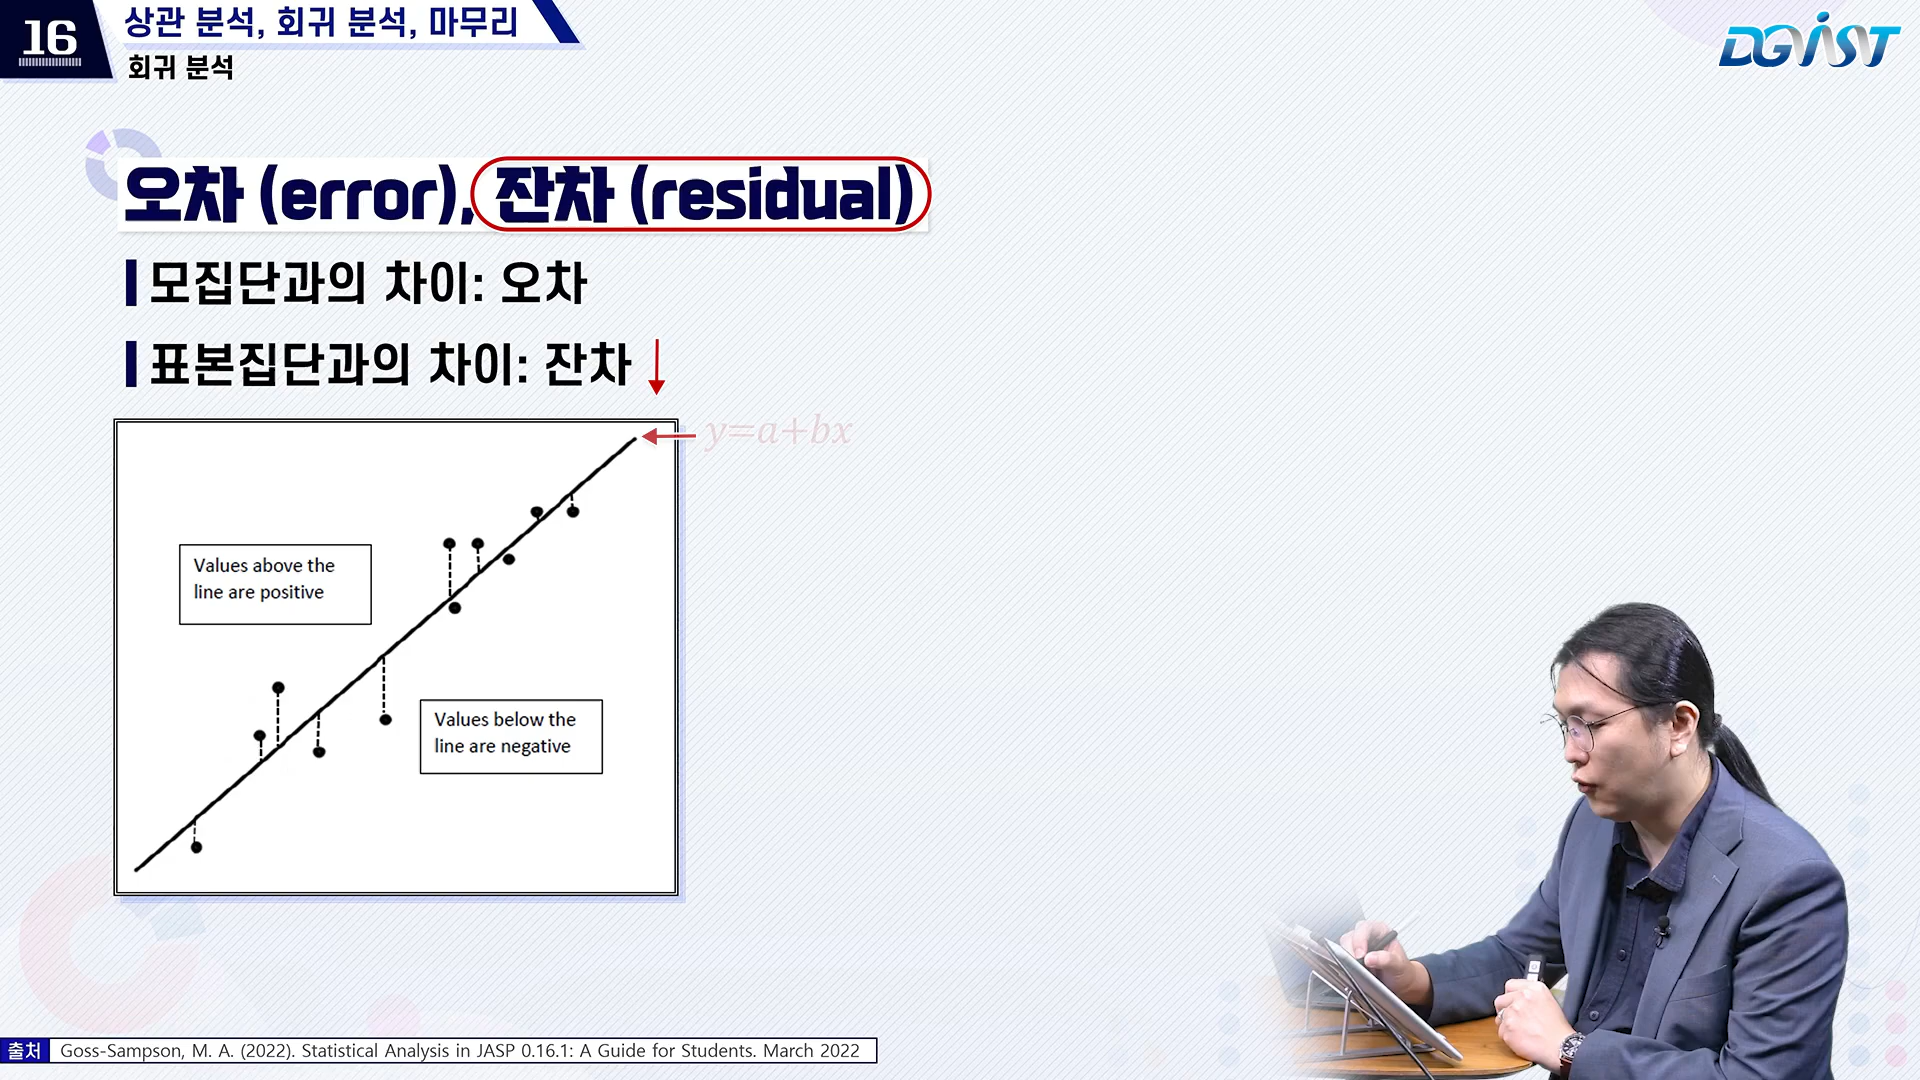 16
상관 분석, 회귀 분석, 마무리
회귀 분석
DGIST
오차 (error), 잔차 (residual)
모집단과의 차이: 오차
표본집단과의 차이: 잔차
y=a+bx
Values above the
line are positive
Values below the
line are negative
출처 Goss-Sampson, M. A. (2022). Statistical Analysis in JASP 0.16.1: A Guide for Students. March 2022